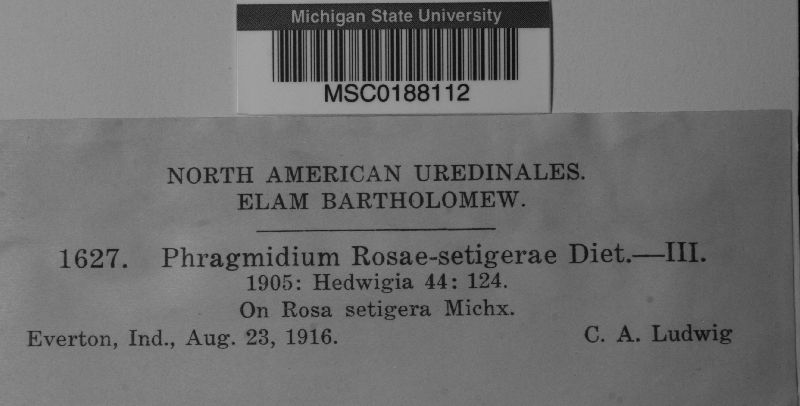 Michigan State University
MSC0188112
NORTH AMERICAN UREDINALES.
ELAM BARTHOLOMEW.
1627. Phragmidium Rosae-setigerae Diet.—III.
1905: Hedwigia 44: 124.
On Rosa setigera Michx.
Everton, Ind., Aug. 23, 1916. C. A. Ludwig